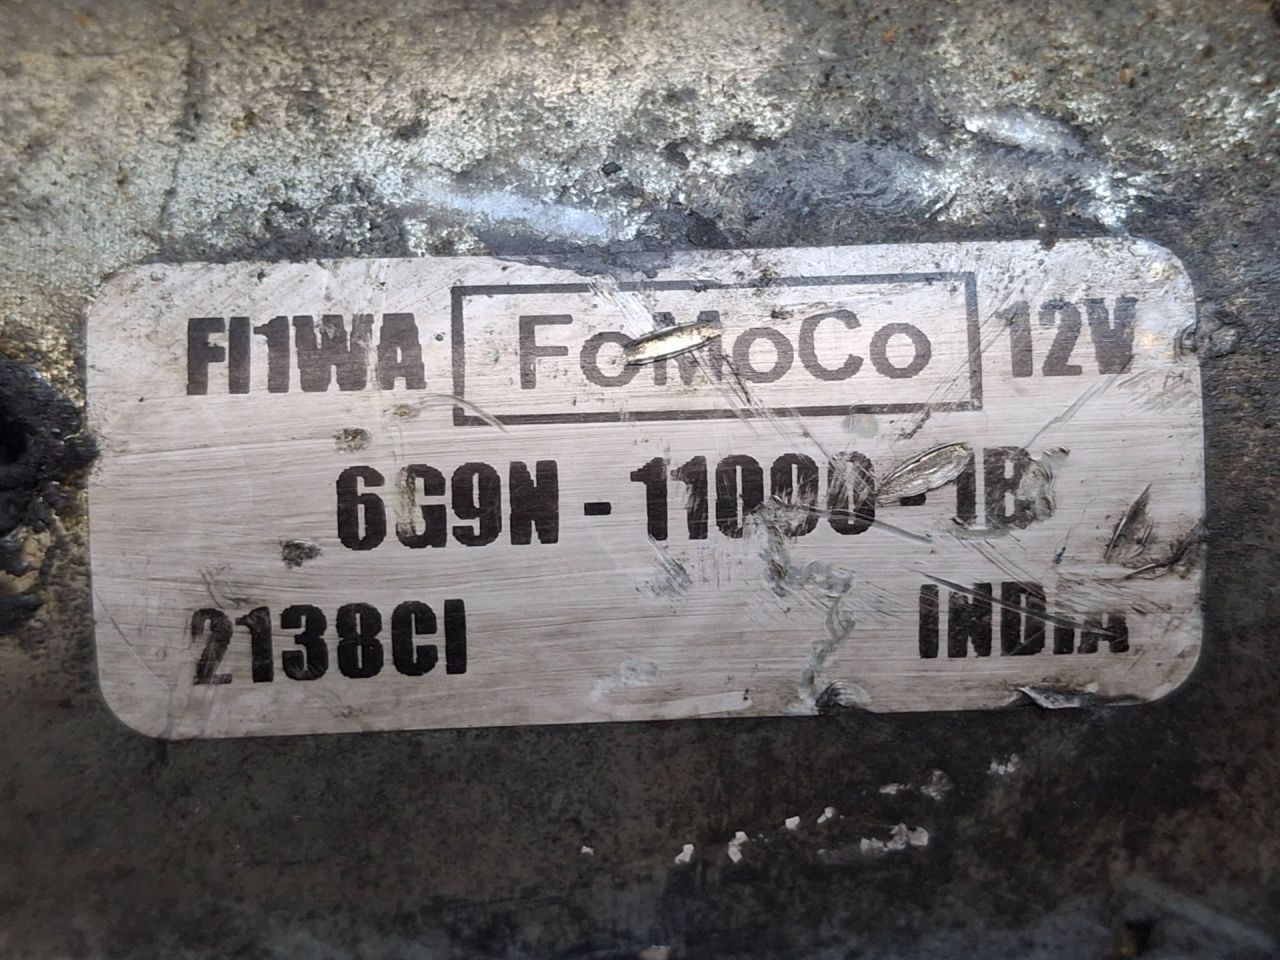 FI1WA FoMoCo 12V
6G9N-11000-1B
2138CI INDIA